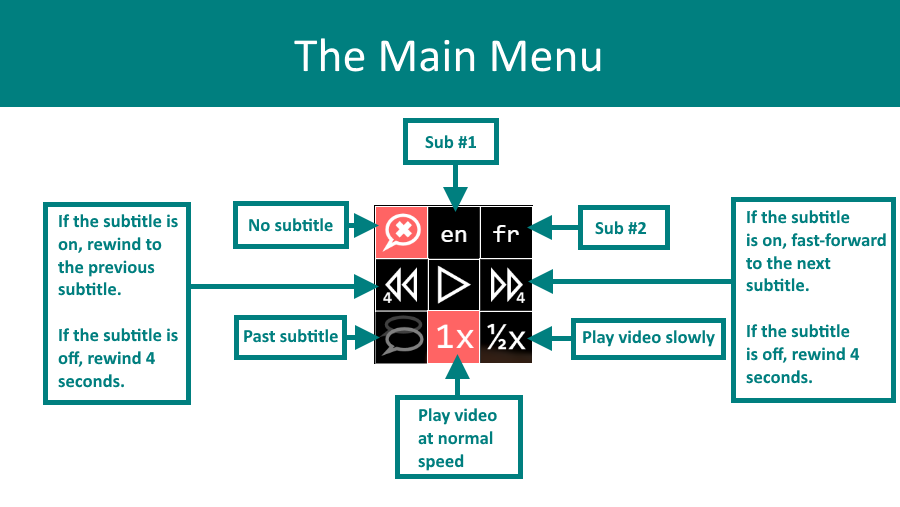 The Main Menu
Sub #1
If the subtitle is
on, rewind to
the previous
subtitle.
If the subtitle is
off, rewind 4
seconds.
No subtitle
en
fr
Sub #2
If the subtitle
is on, fast-forward
to the next
subtitle.
If the subtitle
is off, rewind 4
seconds.
4
4
Past subtitle
1x
½x
Play video slowly
Play video
at normal
speed